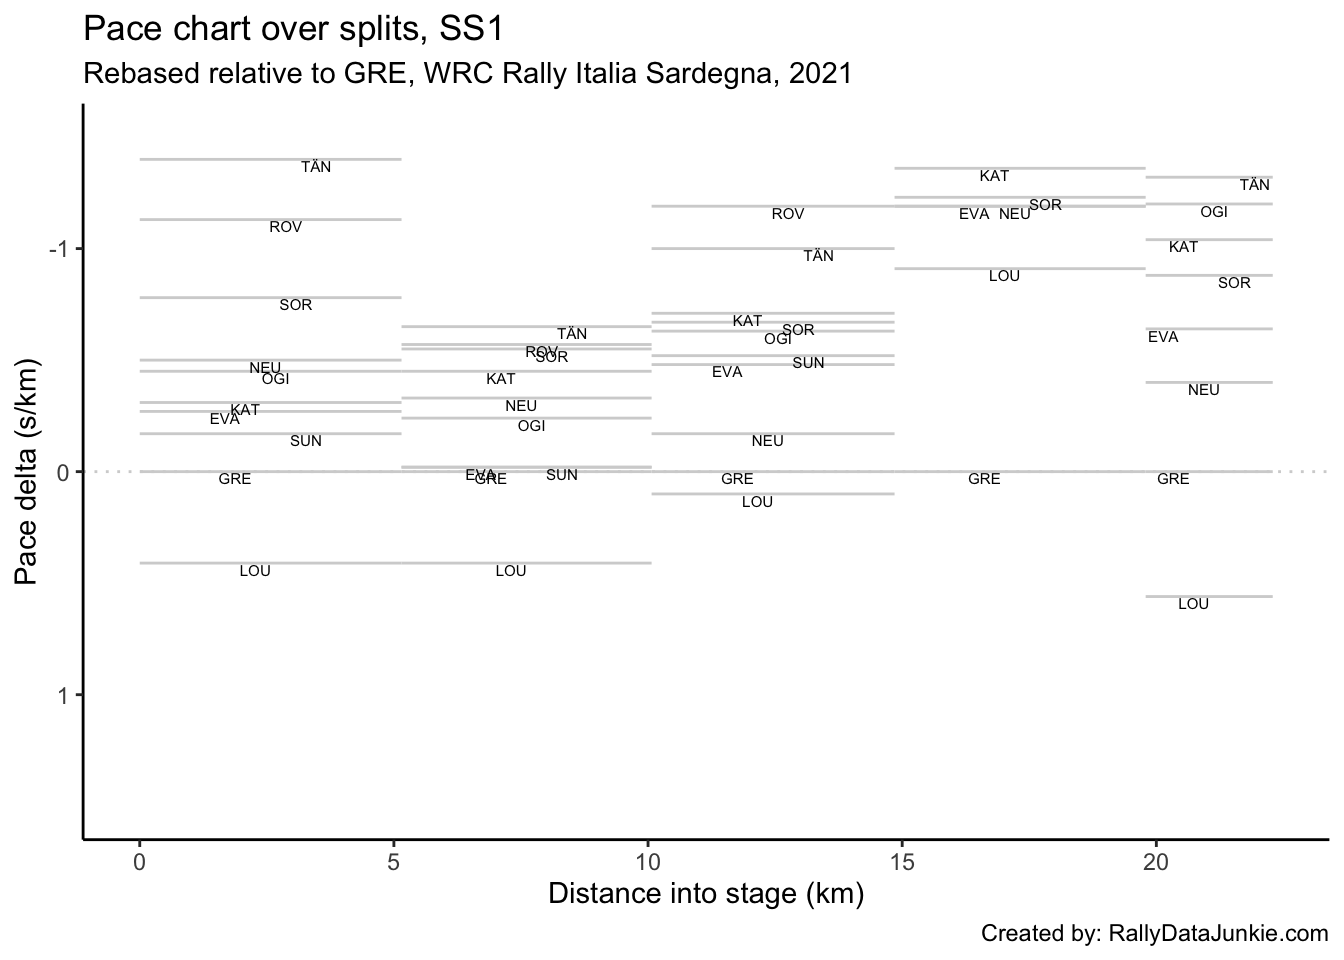 Pace chart over splits, SS1
Rebased relative to GRE, WRC Rally Italia Sardegna, 2021
Pace delta (s/km)
-1
0
1
TÄN
ROV
SOR
NEU
OGI
KAT
EVA
SUN
GRE
LOU
TÄN
ROV
SOR
KAT
NEU
OGI
EVA
GRE
SUN
LOU
ROV
TÄN
KAT
SOR
OGI
SUN
EVA
NEU
GRE
LOU
KAT
SOR
EVA NEU
LOU
GRE
TÄN
OGI
KAT
SOR
EVA
NEU
GRE
LOU
0 5 10 15 20
Distance into stage (km)
Created by: RallyDataJunkie.com